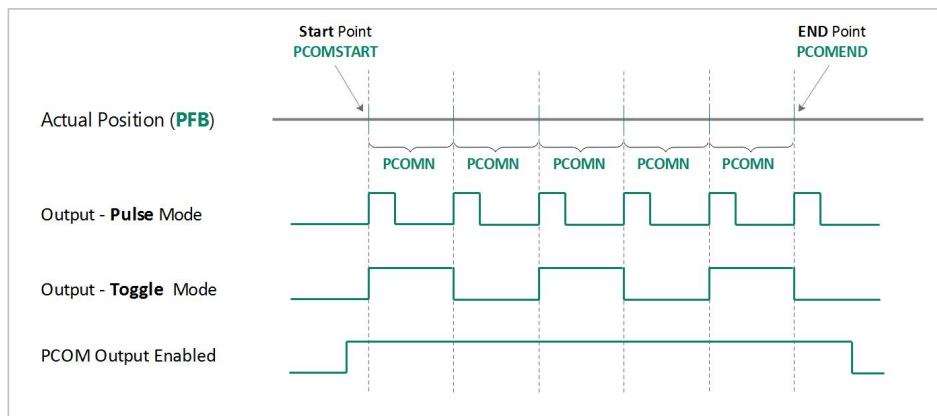 Start Point
PCOMSTART
END Point
PCOMEND
Actual Position (PFB)
PCOMN PCOMN PCOMN PCOMN PCOMN
Output - Pulse Mode
Output - Toggle Mode
PCOM Output Enabled